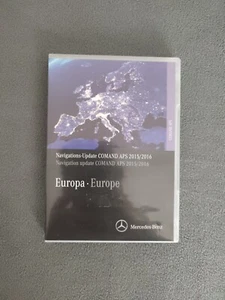 Navigations-Update COMAND APS 2015/2016
Navigation update COMAND APS 2015/2016
Europa · Europe
Mercedes-Benz